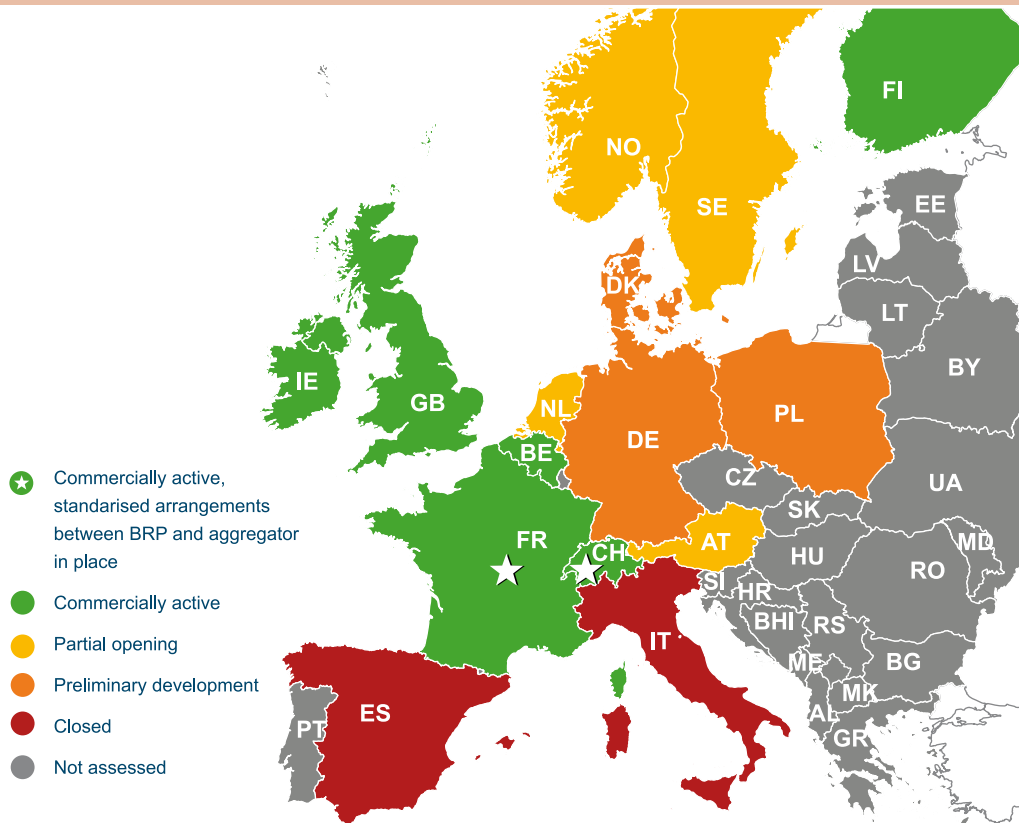 FI
NO
SE
EE
LV
DK
LT
BY
IE
GB
NL
PL
DE
BE
CZ
UA
SK
FR
CH
AT
HU
MD
RO
SI
HR
BHI
RS
IT
ME
BG
MK
AL
ES
PT
GR
Commercially active,
standarised arrangements
between BRP and aggregator
in place
Commercially active
Partial opening
Preliminary development
Closed
Not assessed